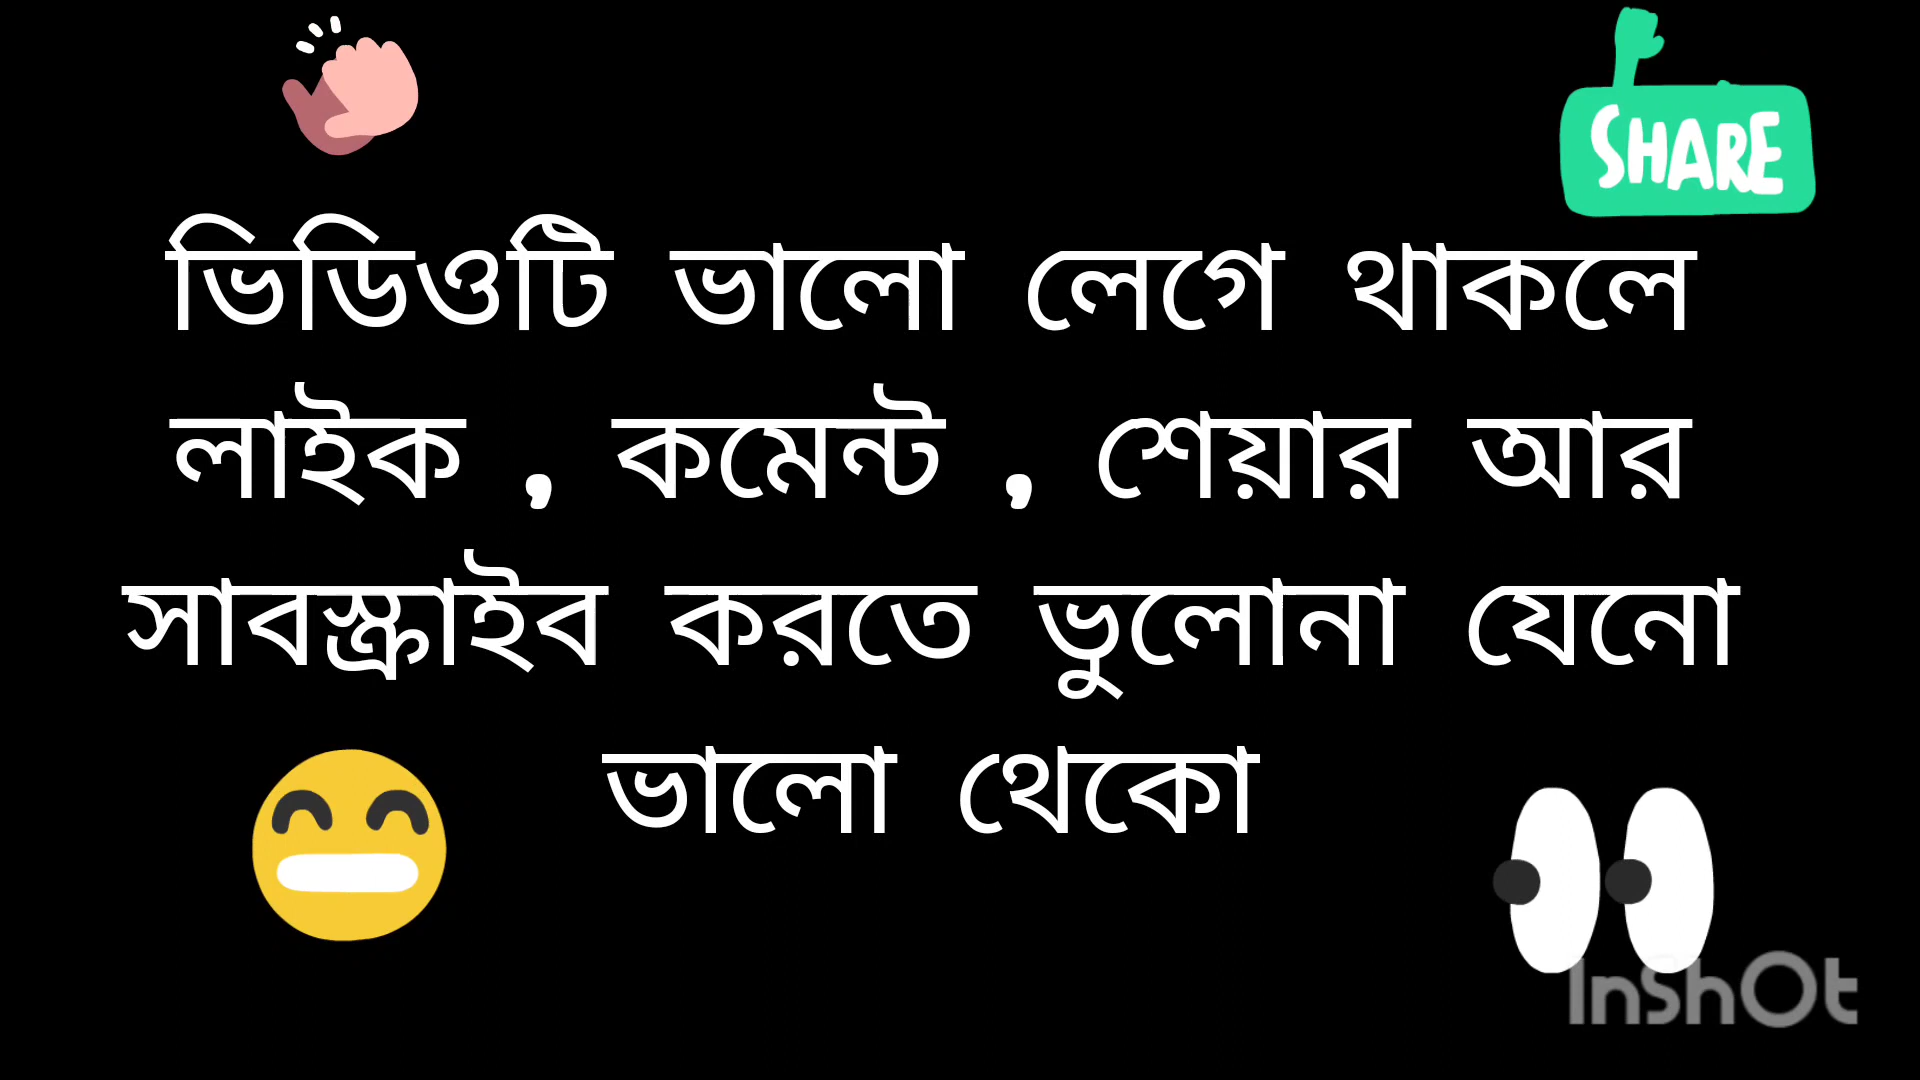 SHARE
ভিডিওটি ভালো লেগে থাকলে
লাইক , কমেন্ট , শেয়ার আর
সাবস্ক্রাইব করতে ভুলোনা যেনো
ভালো থেকো
InShOt